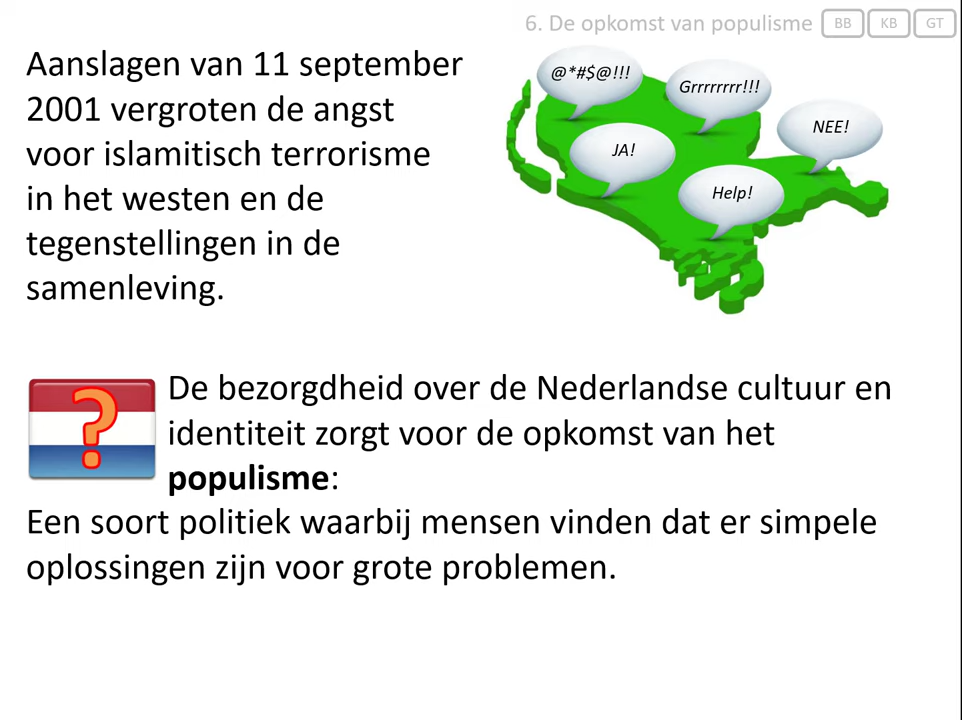 6. De opkomst van populisme BB KB GT
Aanslagen van 11 september
2001 vergroten de angst
voor islamitisch terrorisme
in het westen en de
tegenstellingen in de
samenleving.
@*#$@!!!
Grrrrrrrr!!!
NEE!
JA!
Help!
?
De bezorgdheid over de Nederlandse cultuur en
identiteit zorgt voor de opkomst van het
populisme:
Een soort politiek waarbij mensen vinden dat er simpele
oplossingen zijn voor grote problemen.